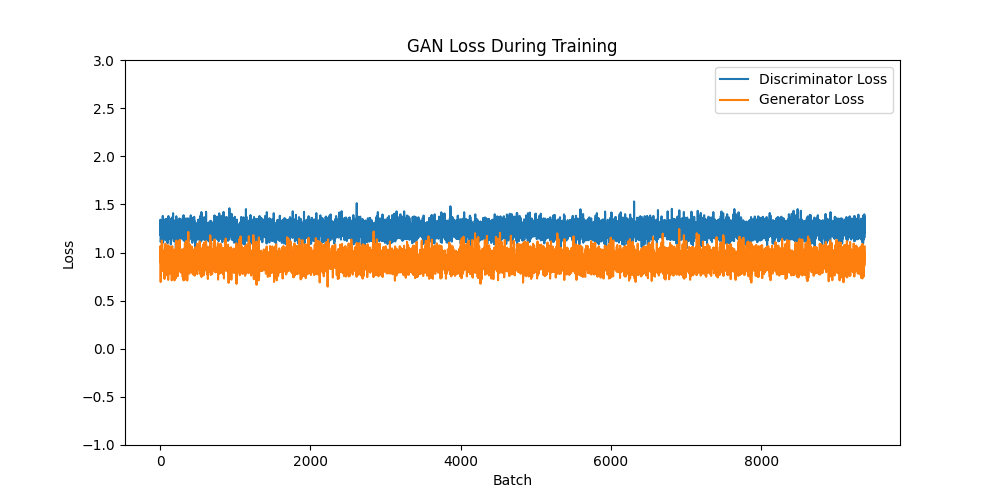 GAN Loss During Training
Discriminator Loss
Generator Loss
3.0
2.5
2.0
1.5
1.0
0.5
0.0
−0.5
−1.0
Loss
0 2000 4000 6000 8000
Batch